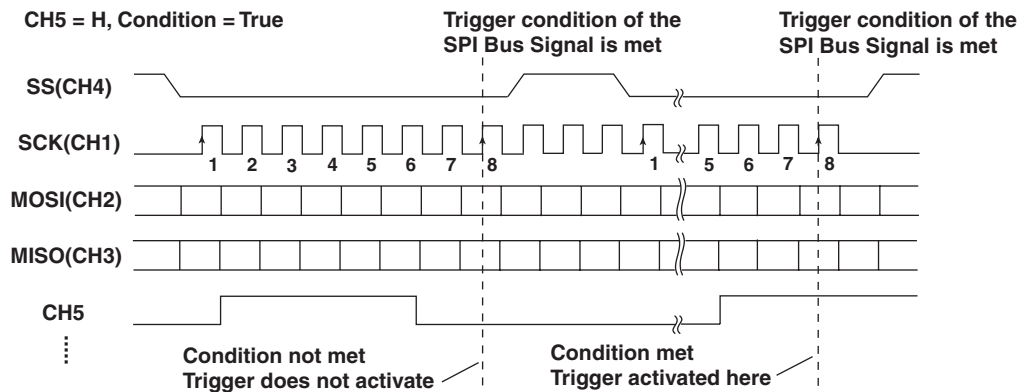 CH5 = H, Condition = True
Trigger condition of the
SPI Bus Signal is met
Trigger condition of the
SPI Bus Signal is met
SS(CH4)
SCK(CH1)
1 2 3 4 5 6 7 8 1 5 6 7 8
MOSI(CH2)
MISO(CH3)
CH5
Condition not met
Trigger does not activate
Condition met
Trigger activated here